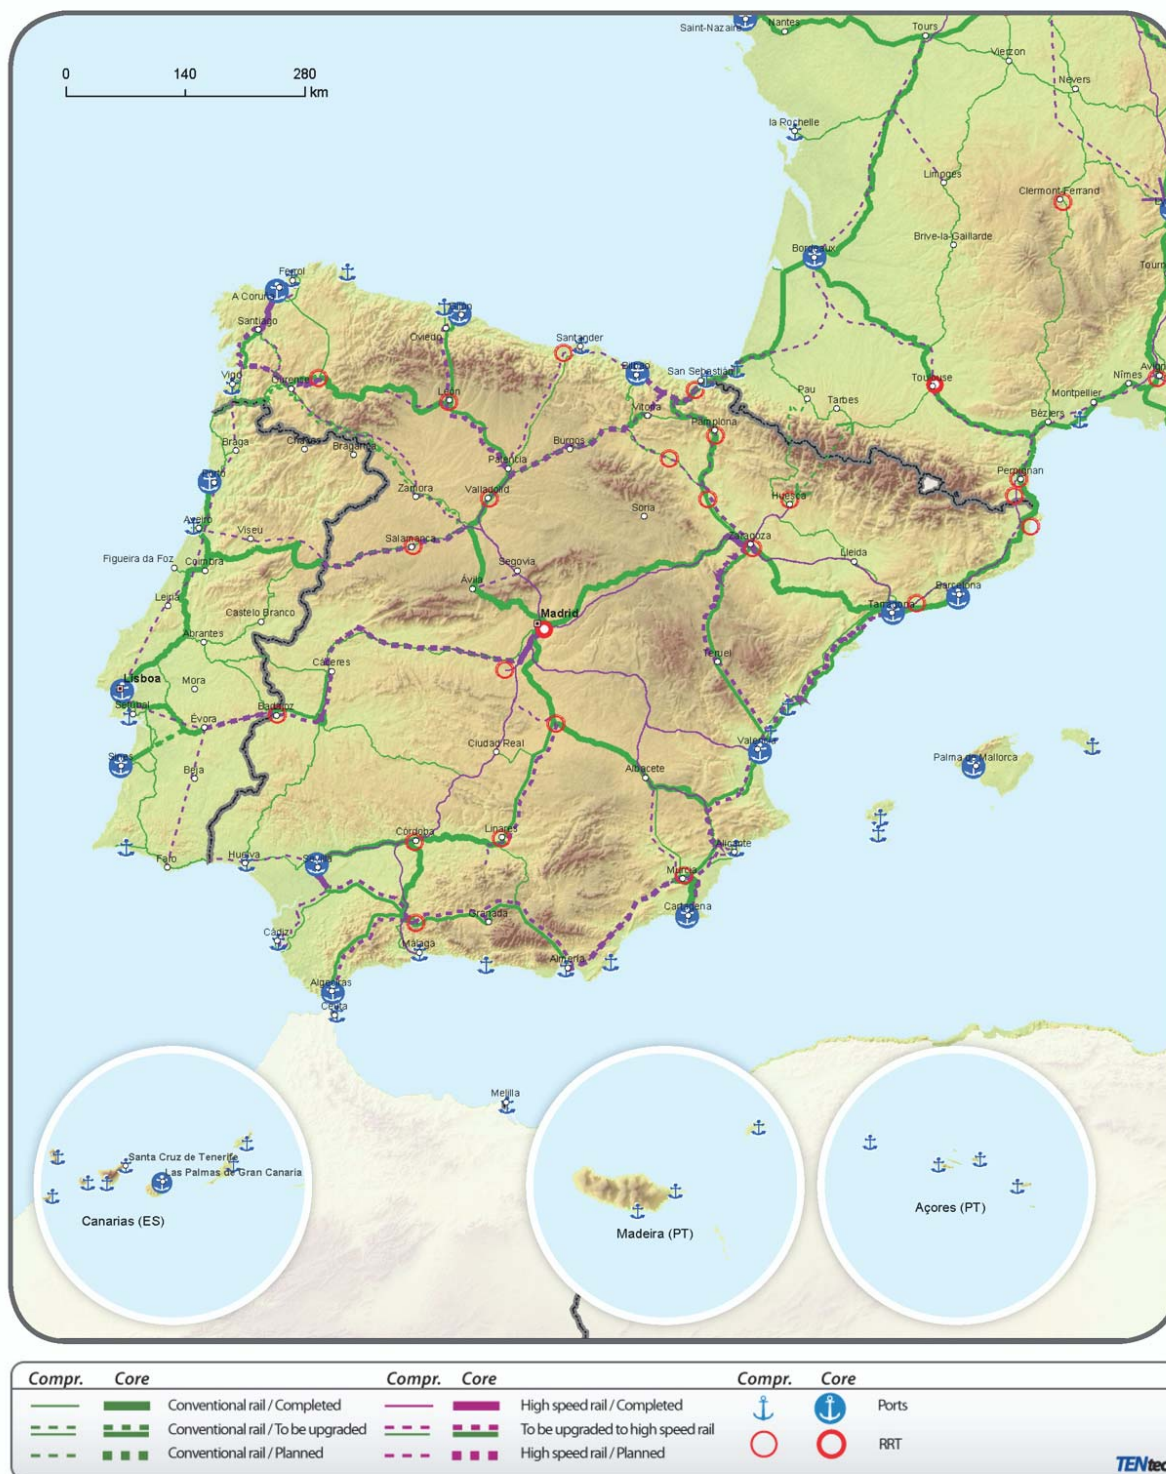 Saint-Nazaire
Nantes
Tours
Vierzon
Nevers
0 140 280
km
la Rochelle
Limoges
Clermont-Ferrand
Brive-la-Gaillarde
Bordeaux
Ferrol
A Coruña
Santiago
Oviedo
Santander
Bilbao
San Sebastián
Vigo
Ourense
León
Vitoria
Pau
Tarbes
Toulouse
Montpellier
Nîmes
Béziers
Pamplona
Burgos
Braga
Chaves
Bragança
Palencia
Perpignan
Porto
Zamora
Valladolid
Soria
Huesca
Aveiro
Viseu
Salamanca
Zaragoza
Lleida
Figueira da Foz
Coimbra
Segovia
Ávila
Barcelona
Tarragona
Leiria
Castelo Branco
Madrid
Abrantes
Teruel
Cáceres
Lisboa
Mora
Setúbal
Évora
Badajoz
Ciudad Real
Valencia
Palma de Mallorca
Sines
Beja
Albacete
Córdoba
Linares
Alicante
Faro
Huelva
Sevilla
Murcia
Cartagena
Granada
Cádiz
Málaga
Almería
Algeciras
Ceuta
Melilla
Santa Cruz de Tenerife
Las Palmas de Gran Canaria
Canarias (ES)
Madeira (PT)
Açores (PT)
Compr. Core Compr. Core Compr. Core
Conventional rail / Completed High speed rail / Completed Ports
Conventional rail / To be upgraded To be upgraded to high speed rail RRT
Conventional rail / Planned High speed rail / Planned
TENtec